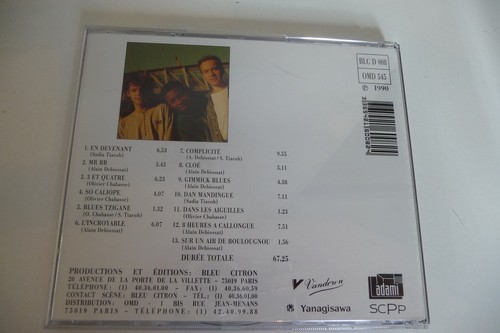 BLC D 008
OMD 545
℗ 1990
1. EN DEVENANT 6.53
(Sadia Tiacoh)
2. MR BB 5.43
(Alain Debiossat)
3. 3 ET QUATRE 6.23
(Olivier Chabasse)
4. SO CALIOPE 4.07
(Olivier Chabasse)
5. BLUES TZIGANE 7.57
(O. Chabasse/S. Tiacoh)
6. L'INCROYABLE 6.07
(Alain Debiossat)
7. COMPLICITÉ 9.55
(A. Debiossat/S. Tiacoh)
8. CLOÉ 5.11
(Alain Debiossat)
9. GIMMICK BLUES 4.38
(Alain Debiossat)
10. DAN MANDINGUE 7.11
(Sadia Tiacoh)
11. DANS LES AIGUILLES 1.23
(Olivier Chabasse)
12. 8 HEURES A CALLONGUE 7.51
(Alain Debiossat)
13. SUR UN AIR DE BOULOUGNOU 1.56
(Alain Debiossat)
DURÉE TOTALE 67.25
PRODUCTIONS ET ÉDITIONS: BLEU CITRON
20 AVENUE DE LA PORTE DE LA VILLETTE - 75019 PARIS
TÉLÉPHONE: (1) 40.36.01.00 - FAX: (1) 40.36.60.59
CONTACT SCÈNE: BLEU CITRON - TÉL.: (1) 40.36.01.00
DISTRIBUTION: OMD - 1 BIS RUE JEAN-MENANS
75019 PARIS - TÉLÉPHONE: (1) 42.40.99.88
Vandoren
Yanagisawa
adami
SCPP